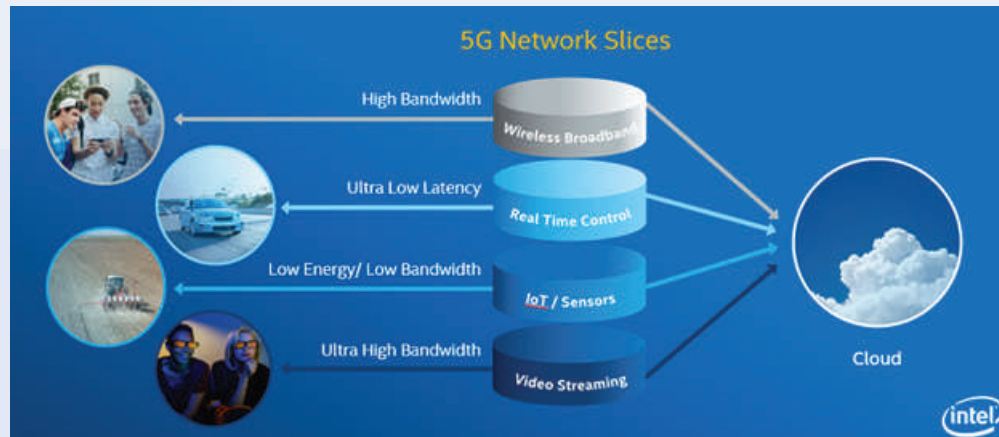 5G Network Slices
High Bandwidth
Wireless Broadband
Ultra Low Latency
Real Time Control
Low Energy/ Low Bandwidth
IoT / Sensors
Ultra High Bandwidth
Video Streaming
Cloud
intel